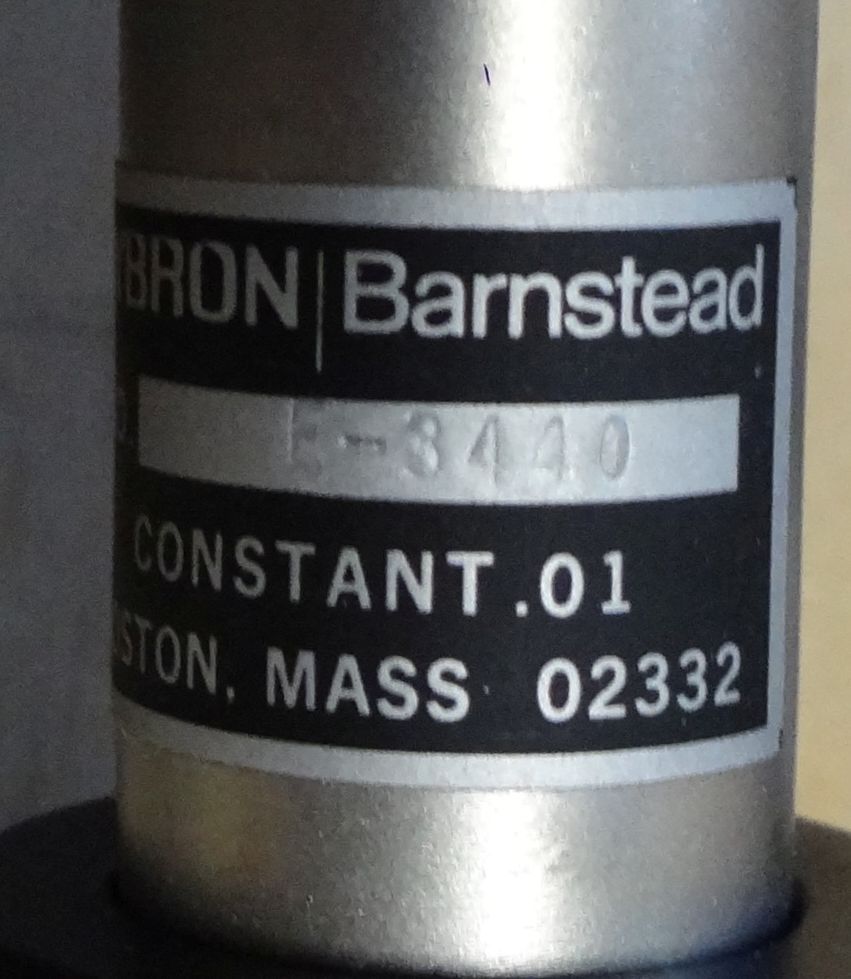 BRON | Barnstead
E-3440
CONSTANT .01
STON, MASS 02332